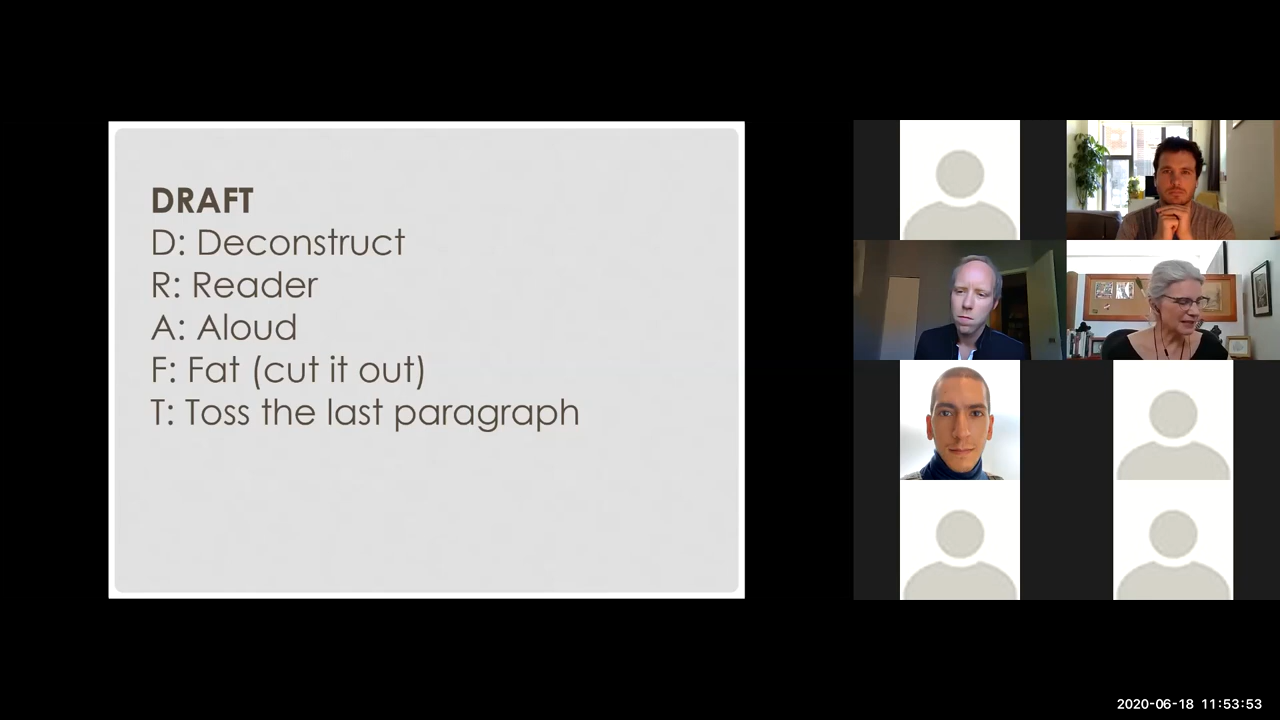 DRAFT
D: Deconstruct
R: Reader
A: Aloud
F: Fat (cut it out)
T: Toss the last paragraph
2020-06-18 11:53:53